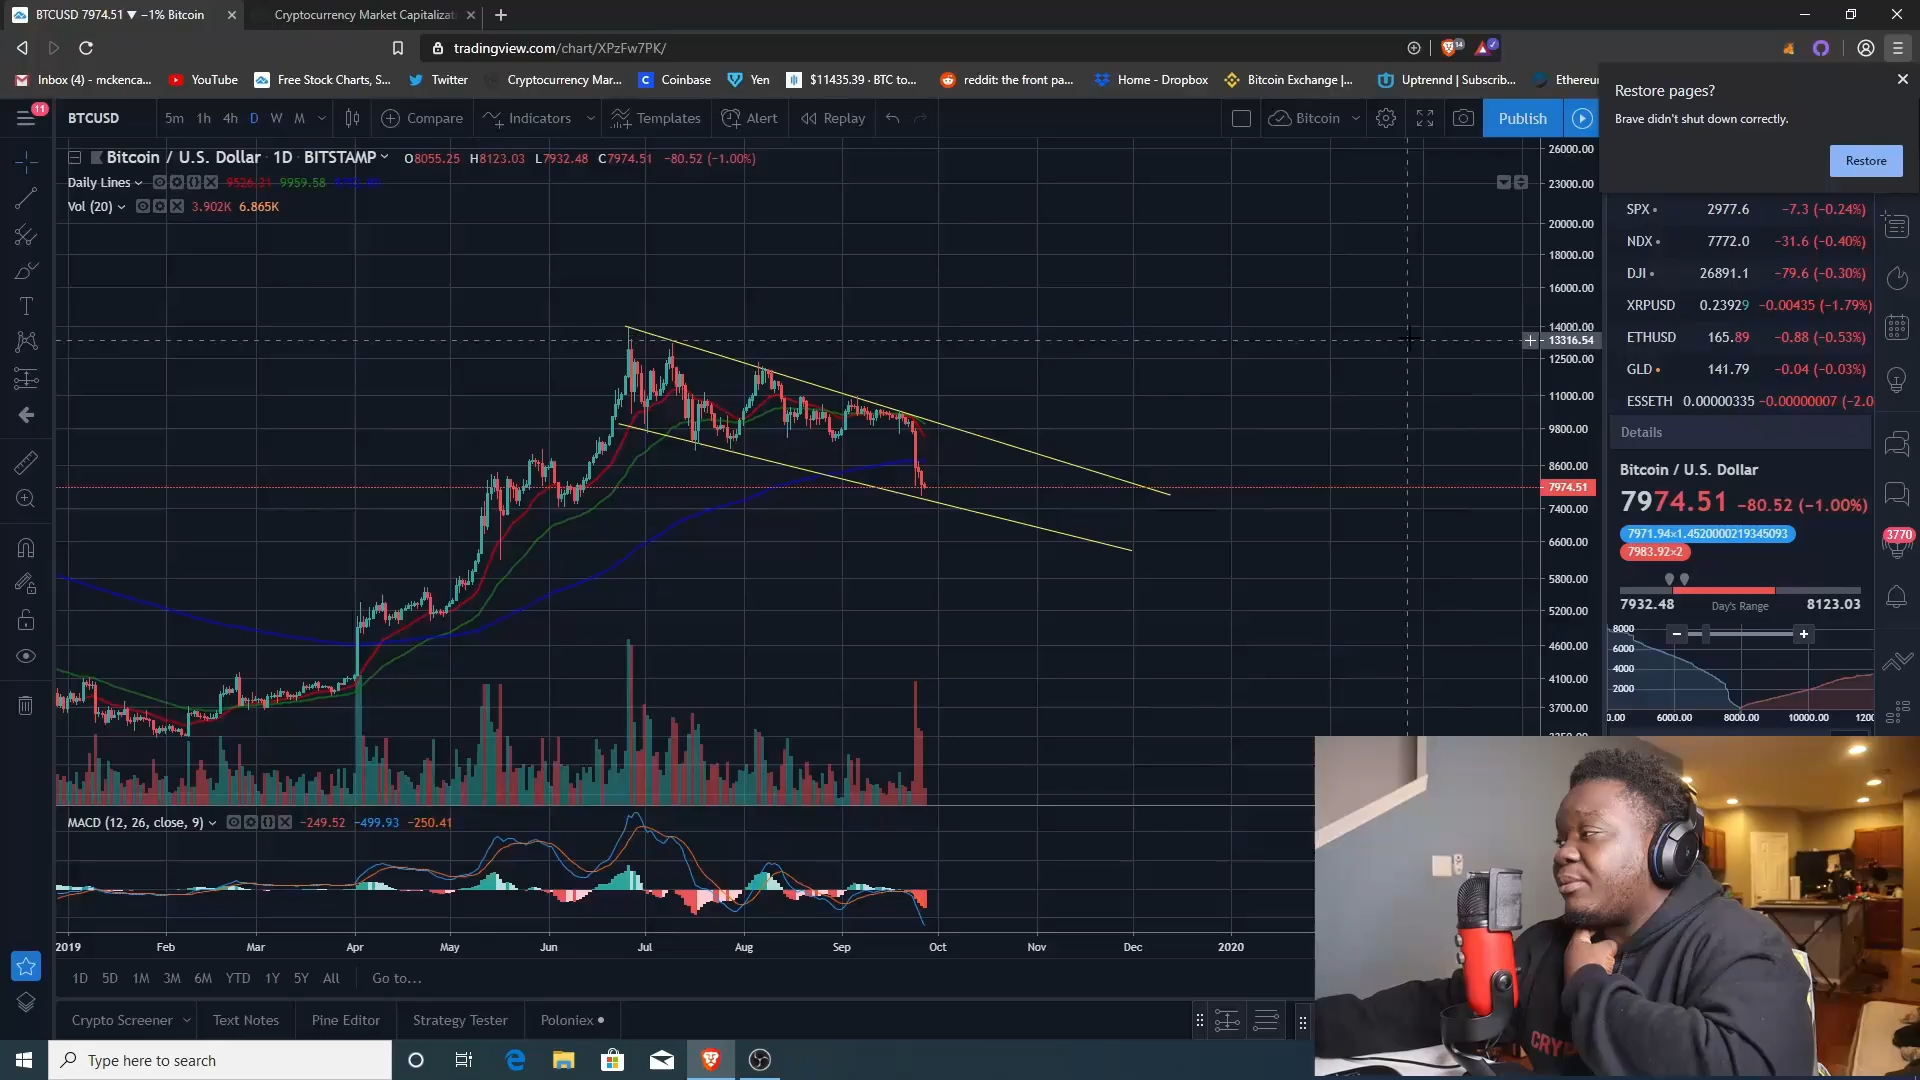 BTCUSD 7974.51 ▼ −1% Bitcoin
Cryptocurrency Market Capitalizat
tradingview.com/chart/XPzFw7PK/
14
Inbox (4) - mckenca...
YouTube
Free Stock Charts, S...
Twitter
Cryptocurrency Mar...
Coinbase
Yen
$11435.39 · BTC to...
reddit: the front pa...
Home - Dropbox
Bitcoin Exchange |...
Uptrennd | Subscrib...
Ethereu
Restore pages?
Brave didn't shut down correctly.
Restore
11
BTCUSD
5m 1h 4h D W M
Compare
Indicators
Templates
Alert
Replay
Bitcoin
Publish
Bitcoin / U.S. Dollar 1D BITSTAMP
O8055.25 H8123.03 L7932.48 C7974.51 −80.52 (−1.00%)
Daily Lines
9526.31 9959.58
Vol (20) 3.902K 6.865K
26000.00
23000.00
20000.00
18000.00
16000.00
14000.00
13316.54
12500.00
11000.00
9800.00
8600.00
7974.51
7400.00
6600.00
5800.00
5200.00
4600.00
4100.00
3700.00
SPX 2977.6 −7.3 (−0.24%)
NDX 7772.0 −31.6 (−0.40%)
DJI 26891.1 −79.6 (−0.30%)
XRPUSD 0.23929 −0.00435 (−1.79%)
ETHUSD 165.89 −0.88 (−0.53%)
GLD 141.79 −0.04 (−0.03%)
ESSETH 0.00000335 −0.00000007 (−2.0
Details
Bitcoin / U.S. Dollar
7974.51 −80.52 (−1.00%)
7971.94×1.4520000219345093
7983.92×2
3770
7932.48 Day's Range 8123.03
8000
6000
4000
2000
0.00 6000.00 8000.00 10000.00 1200
MACD (12, 26, close, 9) −249.52 −499.93 −250.41
2019 Feb Mar Apr May Jun Jul Aug Sep Oct Nov Dec 2020
1D 5D 1M 3M 6M YTD 1Y 5Y All Go to...
Crypto Screener
Text Notes
Pine Editor
Strategy Tester
Poloniex
Type here to search
CRYP